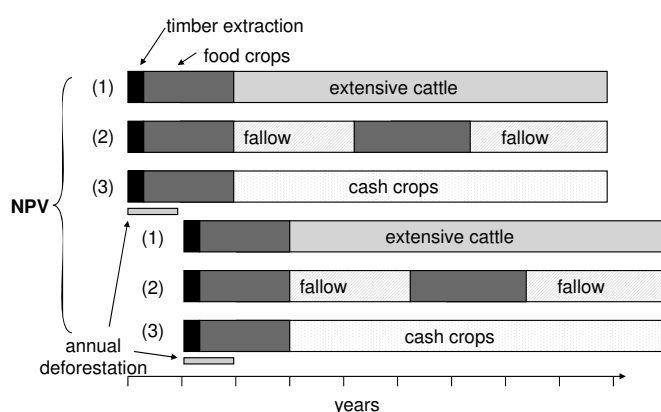 timber extraction
food crops
(1) extensive cattle
(2) fallow fallow
(3) cash crops
NPV
(1) extensive cattle
(2) fallow fallow
(3) cash crops
annual
deforestation
years